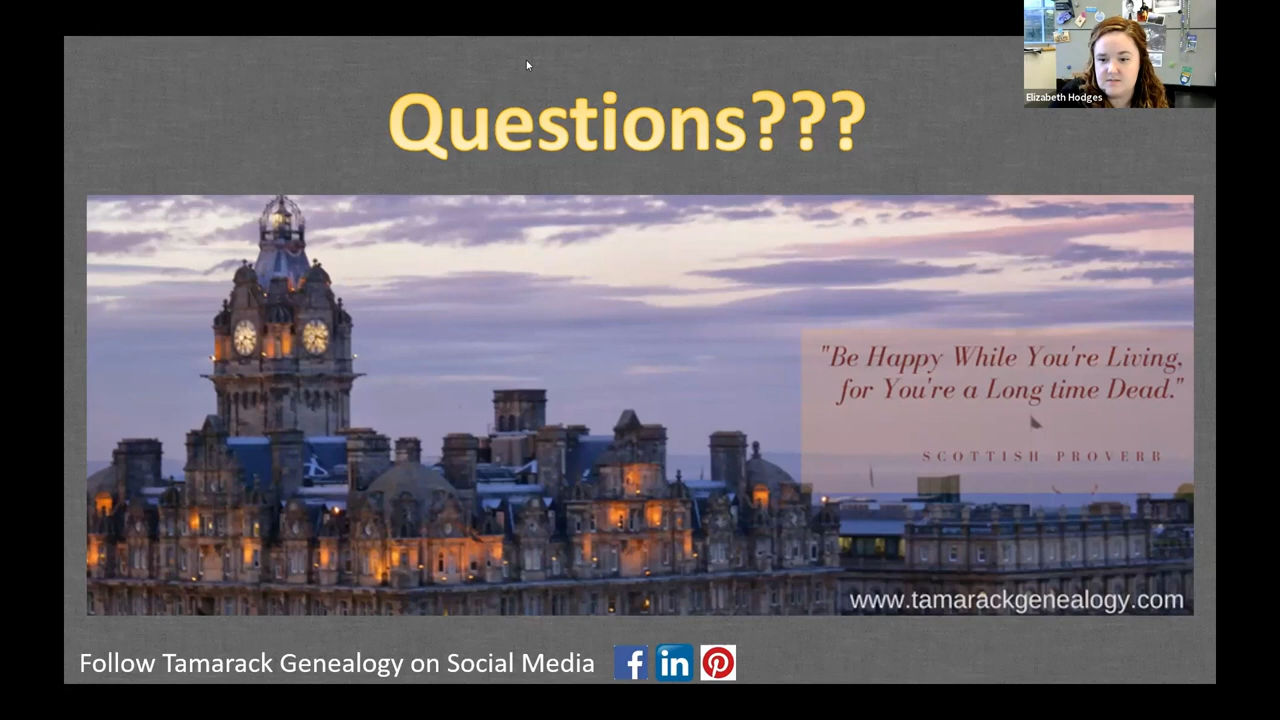 Elizabeth Hodges
Questions???
"Be Happy While You're Living,
for You're a Long time Dead."
SCOTTISH PROVERB
www.tamarackgenealogy.com
Follow Tamarack Genealogy on Social Media